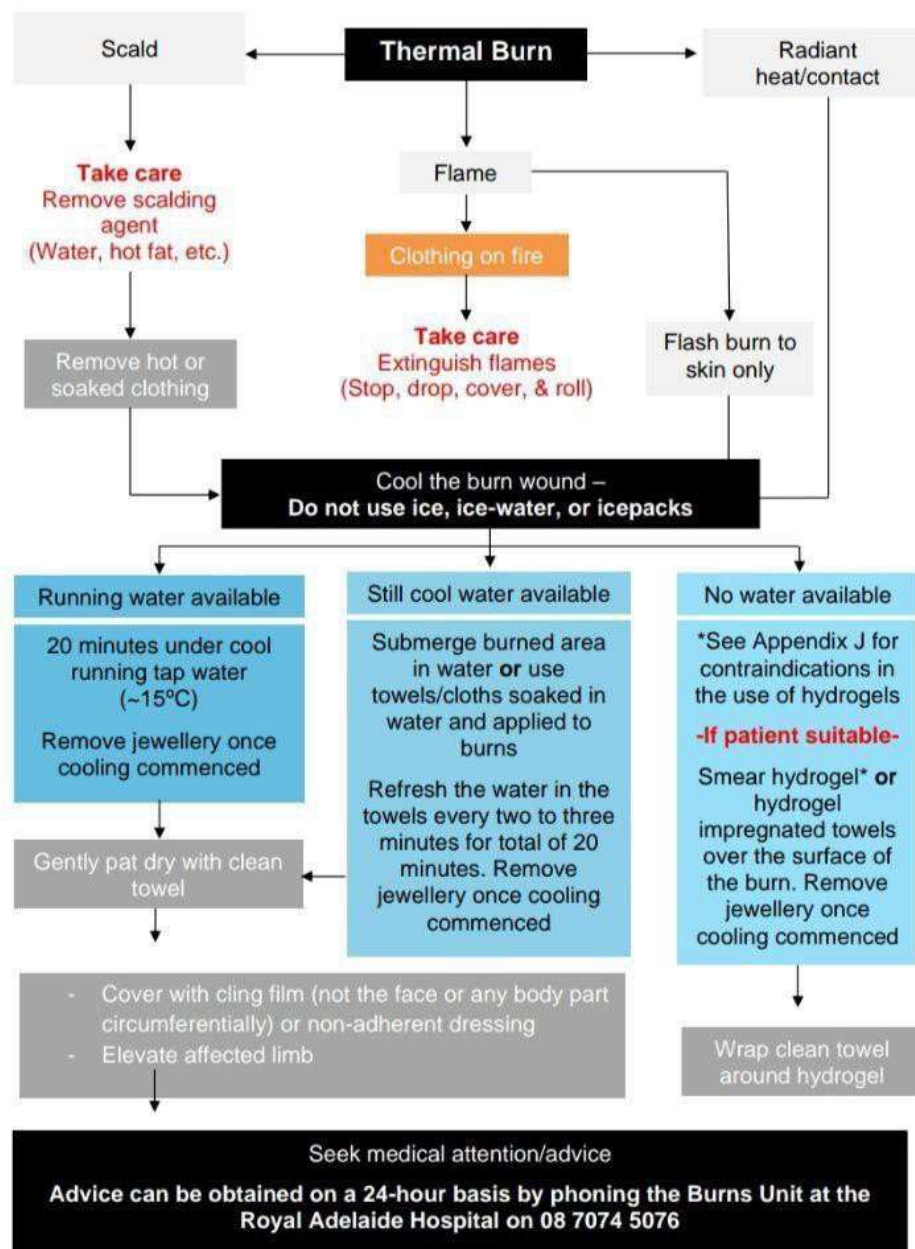 Scald
Thermal Burn
Radiant
heat/contact
Take care
Remove scalding
agent
(Water, hot fat, etc.)
Flame
Clothing on fire
Take care
Extinguish flames
(Stop, drop, cover, & roll)
Flash burn to
skin only
Remove hot or
soaked clothing
Cool the burn wound –
Do not use ice, ice-water, or icepacks
Running water available
20 minutes under cool
running tap water
(~15ºC)
Remove jewellery once
cooling commenced
Still cool water available
Submerge burned area
in water or use
towels/cloths soaked in
water and applied to
burns
Refresh the water in the
towels every two to three
minutes for total of 20
minutes. Remove
jewellery once cooling
commenced
No water available
*See Appendix J for
contraindications in
the use of hydrogels
-If patient suitable-
Smear hydrogel* or
hydrogel
impregnated towels
over the surface of
the burn. Remove
jewellery once
cooling commenced
Gently pat dry with clean
towel
- Cover with cling film (not the face or any body part
circumferentially) or non-adherent dressing
- Elevate affected limb
Wrap clean towel
around hydrogel
Seek medical attention/advice
Advice can be obtained on a 24-hour basis by phoning the Burns Unit at the
Royal Adelaide Hospital on 08 7074 5076